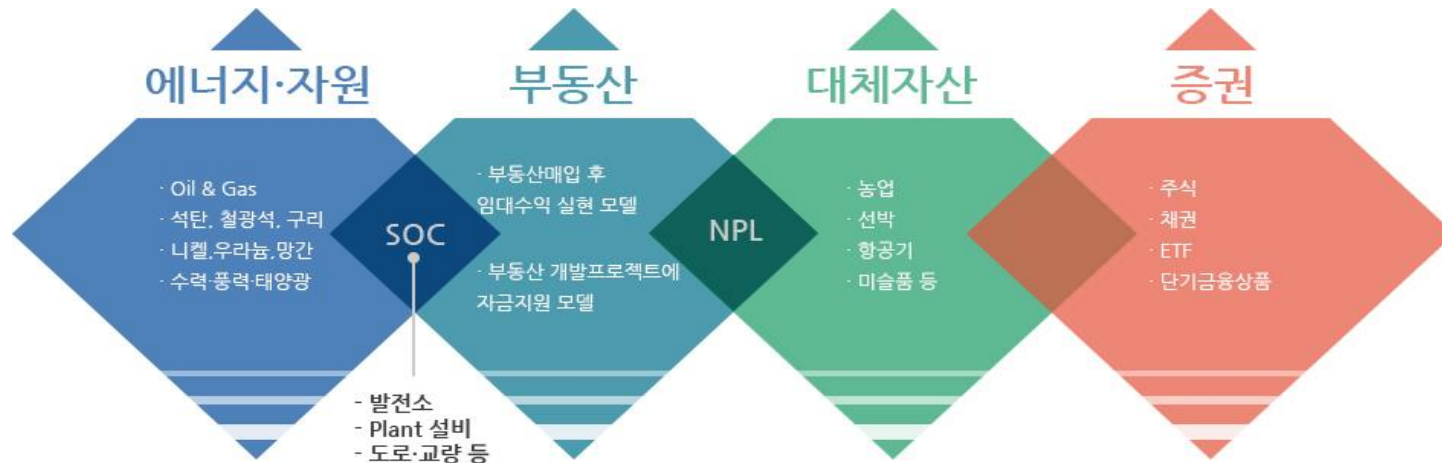 에너지·자원
· Oil & Gas
· 석탄, 철광석, 구리
· 니켈,우라늄,망간
· 수력·풍력·태양광
SOC
- 발전소
- Plant 설비
- 도로·교량 등
부동산
· 부동산매입 후
임대수익 실현 모델
· 부동산 개발프로젝트에
자금지원 모델
NPL
대체자산
· 농업
· 선박
· 항공기
· 미슬품 등
증권
· 주식
· 채권
· ETF
· 단기금융상품